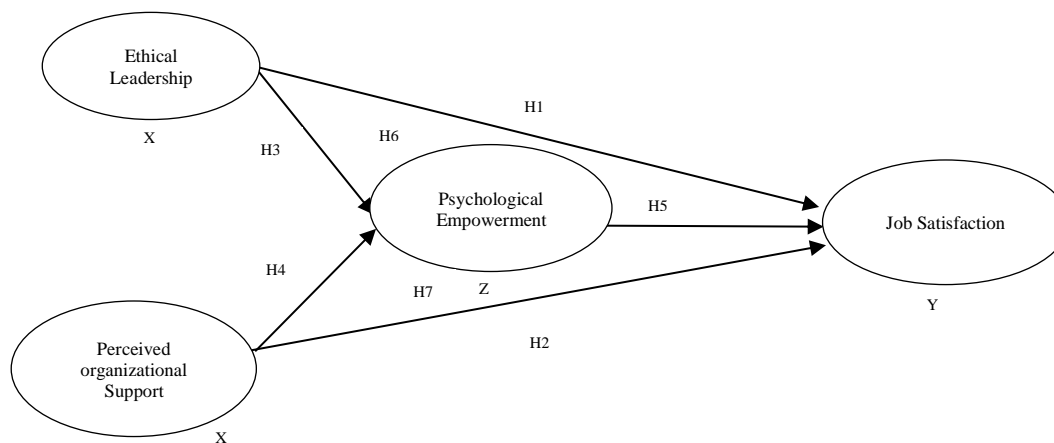 Ethical
Leadership
X
H1
H3
H6
Psychological
Empowerment
Z
H5
Job Satisfaction
Y
H4
H7
H2
Perceived
organizational
Support
X